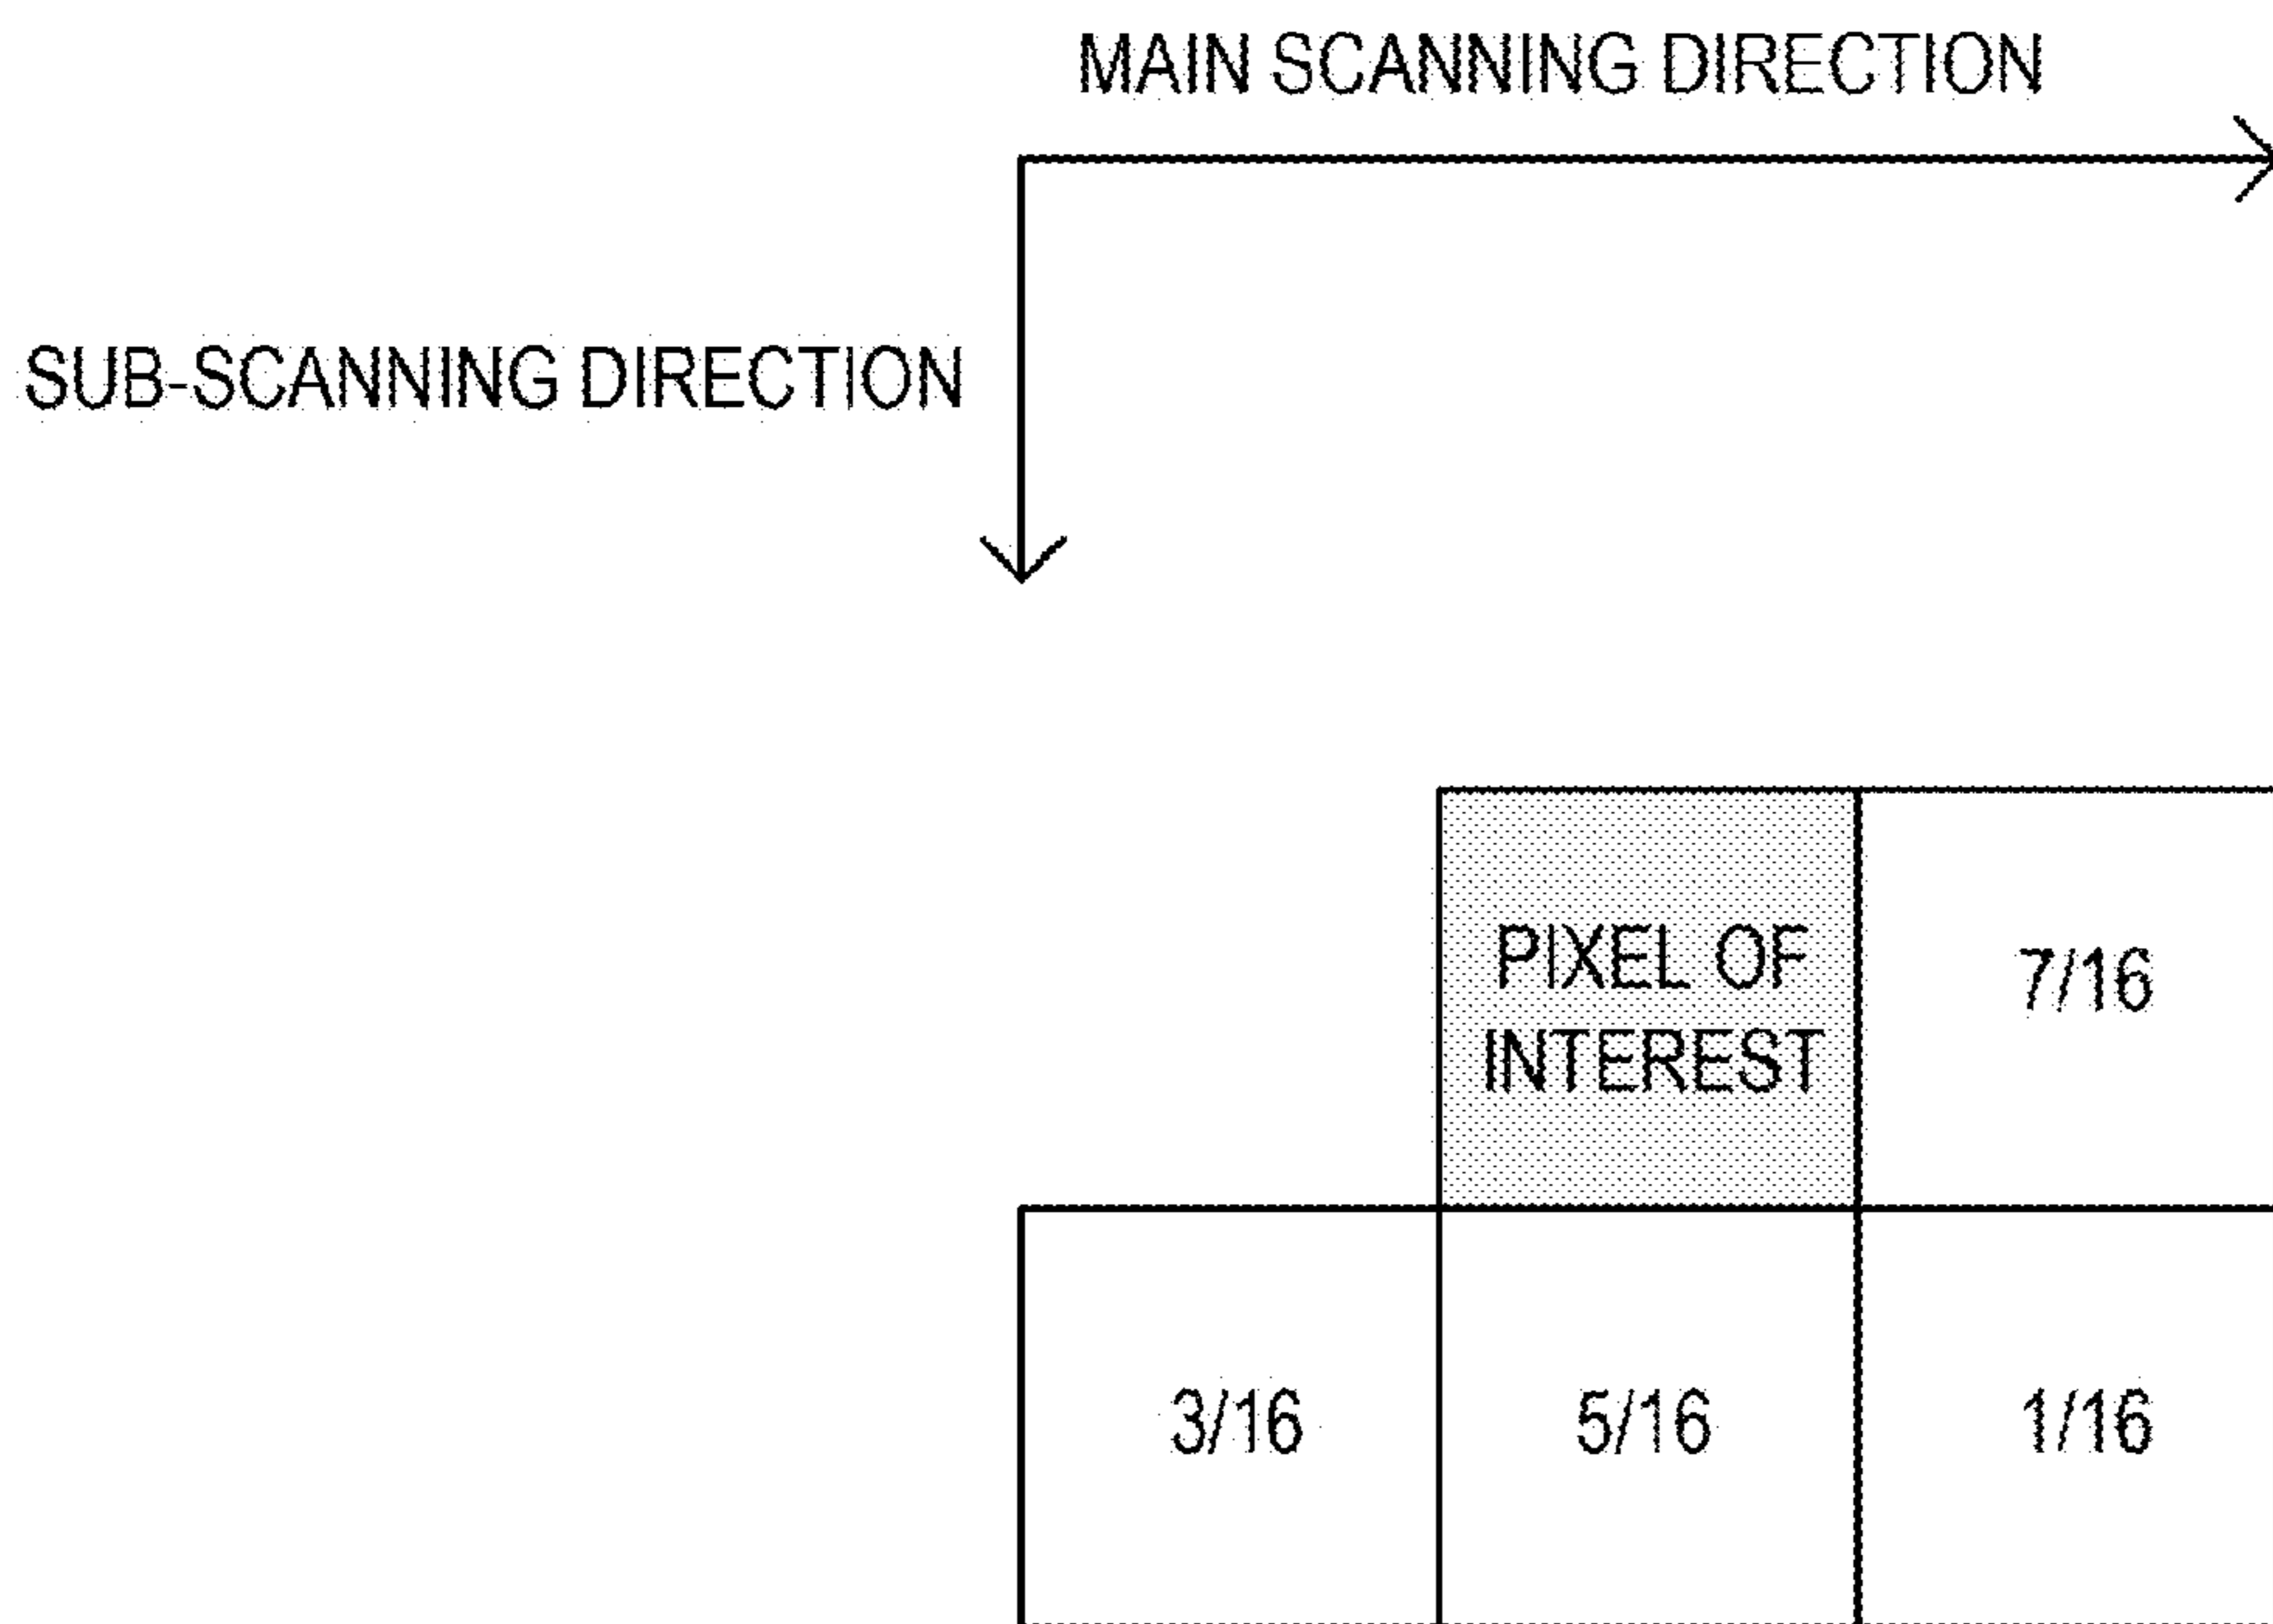 MAIN SCANNING DIRECTION
SUB-SCANNING DIRECTION
PIXEL OF
INTEREST
7/16
3/16
5/16
1/16